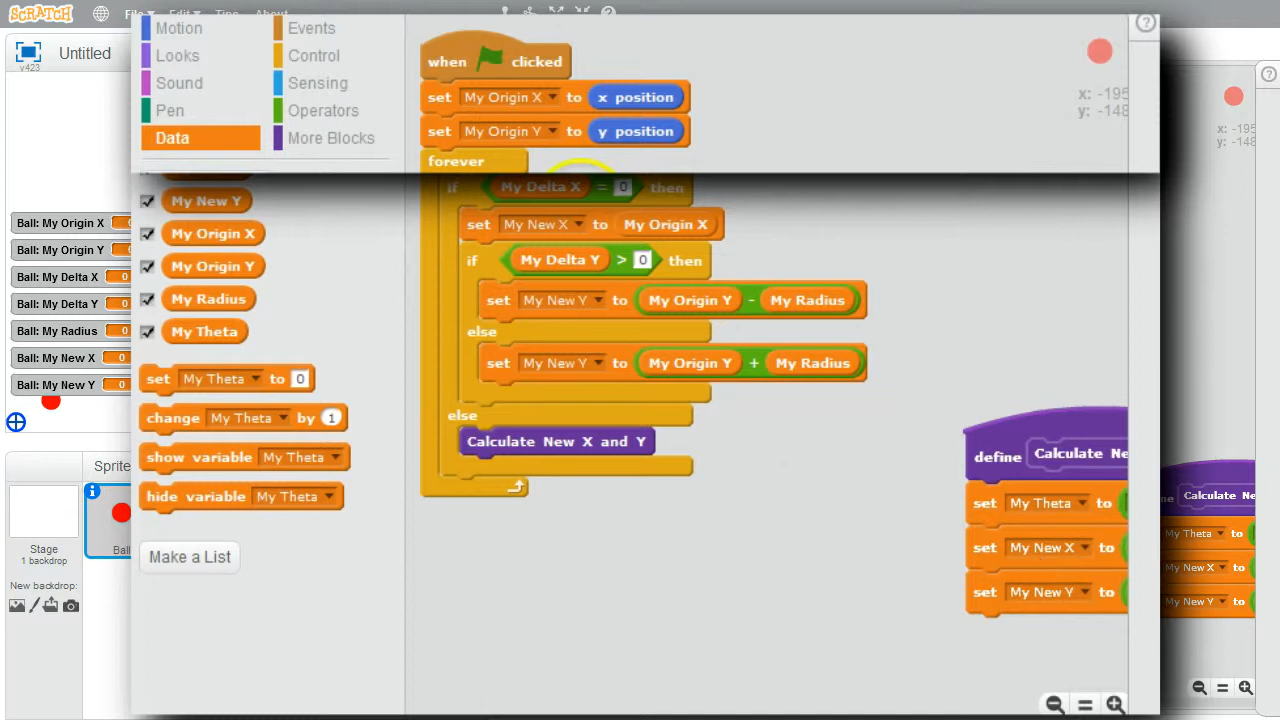 SCRATCH
File Edit Tips About
Untitled
v423
Ball: My Origin X 0
Ball: My Origin Y 0
Ball: My Delta X 0
Ball: My Delta Y 0
Ball: My Radius 0
Ball: My New X 0
Ball: My New Y 0
Sprite
Stage
1 backdrop
New backdrop:
Ball
Motion
Looks
Sound
Pen
Data
Events
Control
Sensing
Operators
More Blocks
My New Y
My Origin X
My Origin Y
My Radius
My Theta
set My Theta to 0
change My Theta by 1
show variable My Theta
hide variable My Theta
Make a List
when clicked
set My Origin X to x position
set My Origin Y to y position
forever
if My Delta X = 0 then
set My New X to My Origin X
if My Delta Y > 0 then
set My New Y to My Origin Y - My Radius
else
set My New Y to My Origin Y + My Radius
else
Calculate New X and Y
define Calculate Ne
set My Theta to
set My New X to
set My New Y to
x: -195
y: -148
x: -195
y: -148
ne Calculate Ne
My Theta to
My New X to
My New Y to